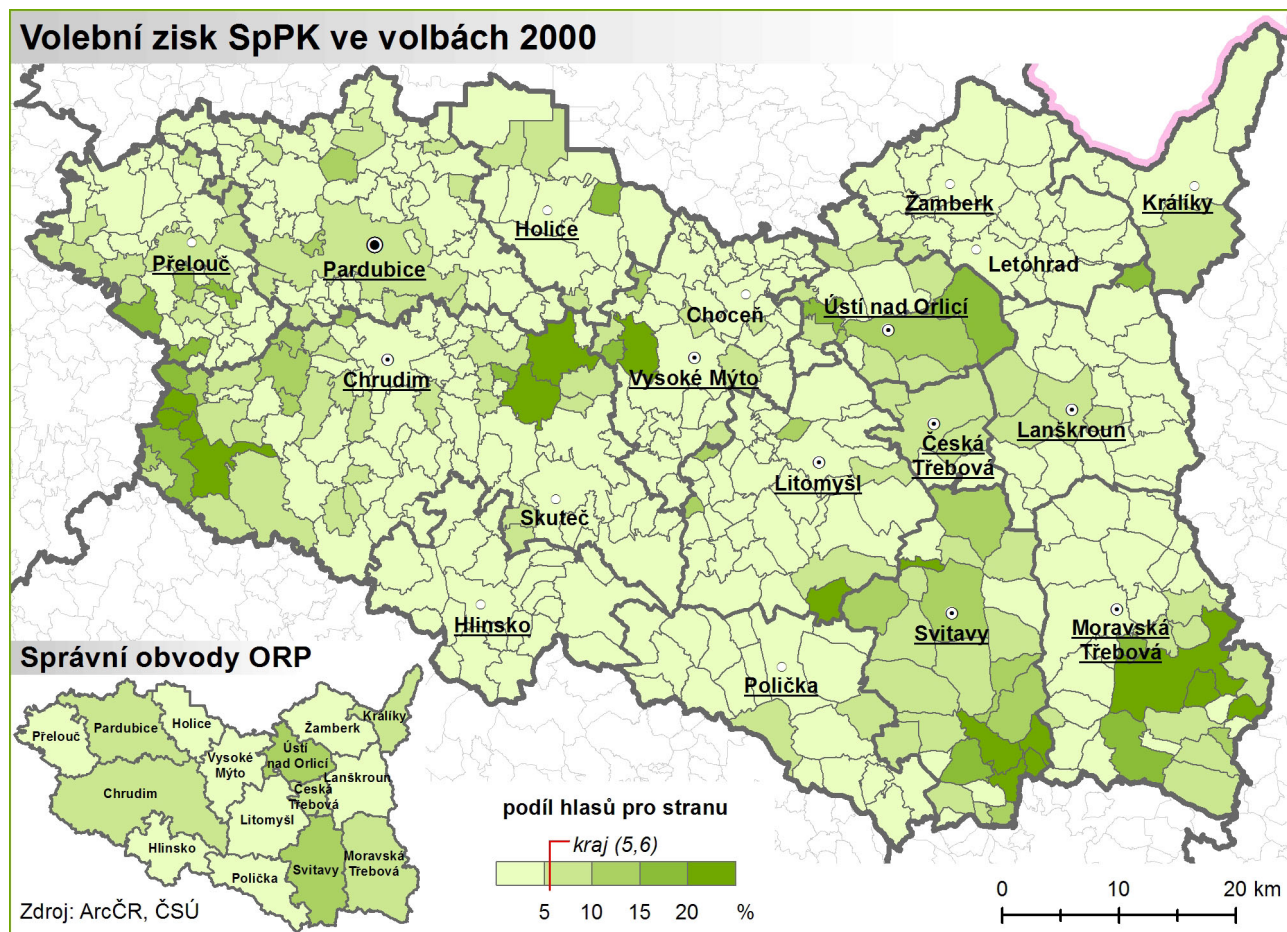 Volební zisk SpPK ve volbách 2000
Žamberk
Králíky
Holice
Přelouč
Pardubice
Letohrad
Choceň
Ústí nad Orlicí
Chrudim
Vysoké Mýto
Lanškroun
Česká
Třebová
Litomyšl
Skuteč
Hlinsko
Svitavy
Moravská
Třebová
Polička
Správní obvody ORP
Králíky
Holice
Žamberk
Pardubice
Přelouč
Ústí
nad Orlicí
Vysoké
Mýto
Lanškroun
Česká
Třebová
Chrudim
Litomyšl
Hlinsko
Moravská
Třebová
Svitavy
Polička
Zdroj: ArcČR, ČSÚ
podíl hlasů pro stranu
kraj (5,6)
5 10 15 20 %
0 10 20 km